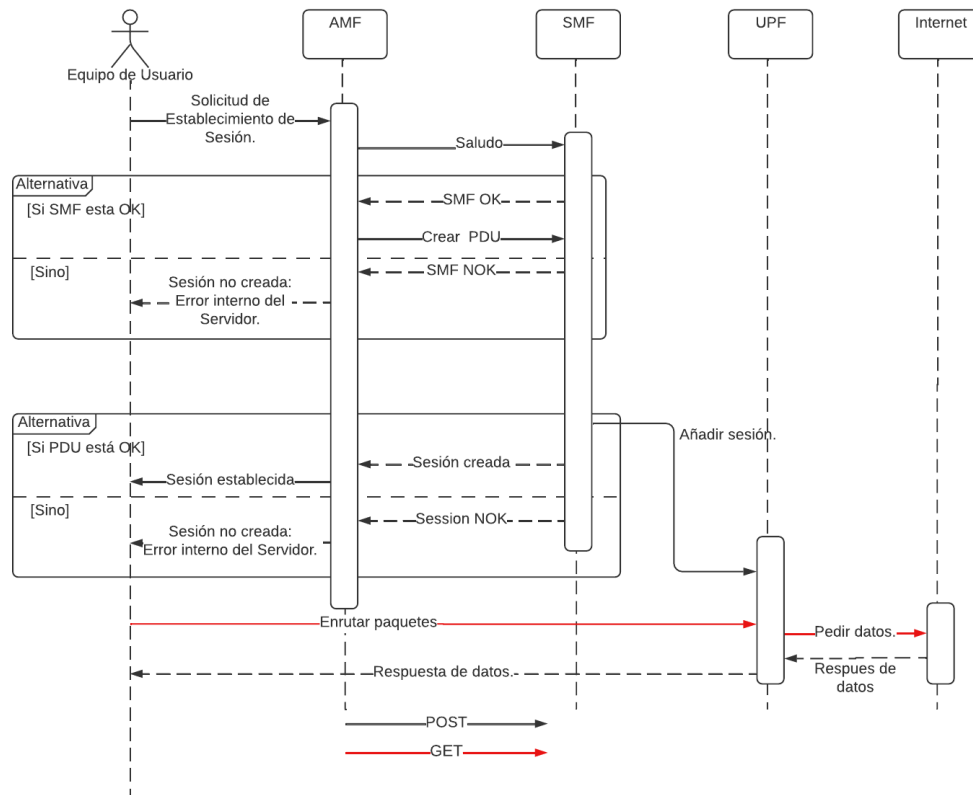 AMF
SMF
UPF
Internet
Equipo de Usuario
Solicitud de
Establecimiento de
Sesión.
Saludo
Alternativa
[Si SMF esta OK]
SMF OK
Crear PDU
[Sino]
SMF NOK
Sesión no creada:
Error interno del
Servidor.
Alternativa
[Si PDU está OK]
Añadir sesión.
Sesión creada
Sesión establecida
[Sino]
Session NOK
Sesión no creada:
Error interno del Servidor.
Enrutar paquetes
Pedir datos.
Respuesta de datos.
Respues de
datos
POST
GET